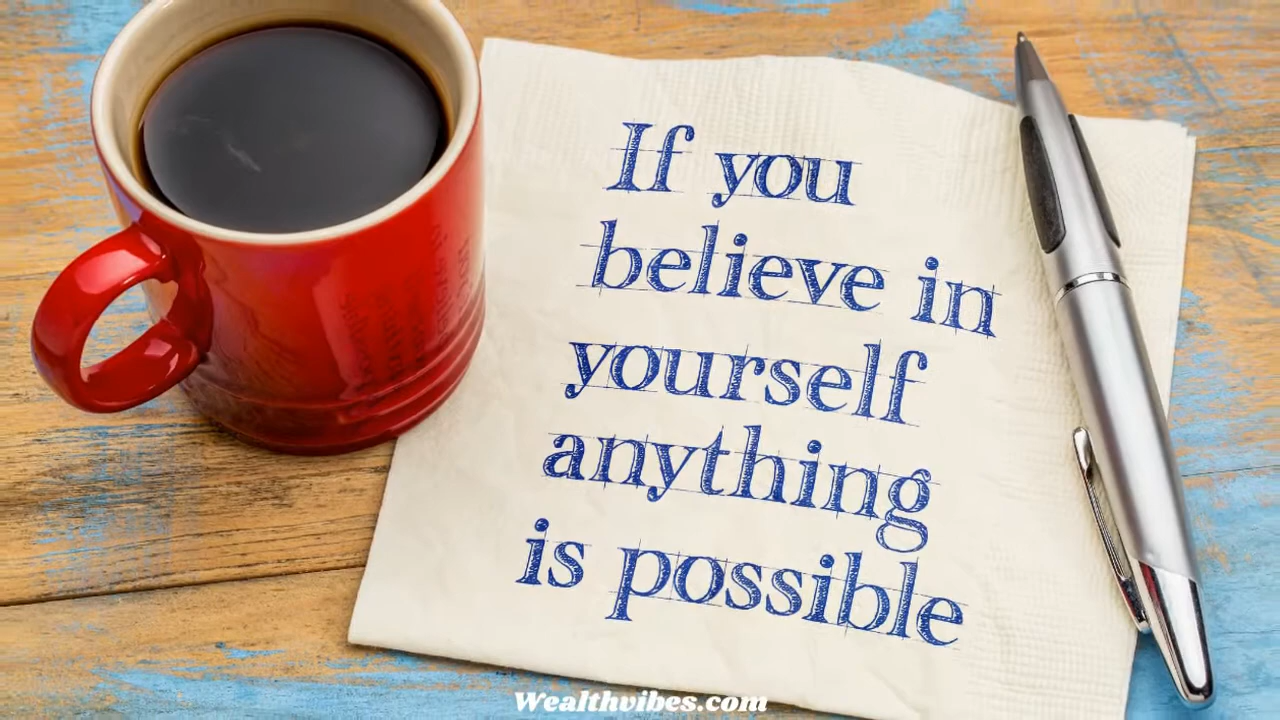 If you
believe in
yourself
anything
is possible
Wealthvibes.com